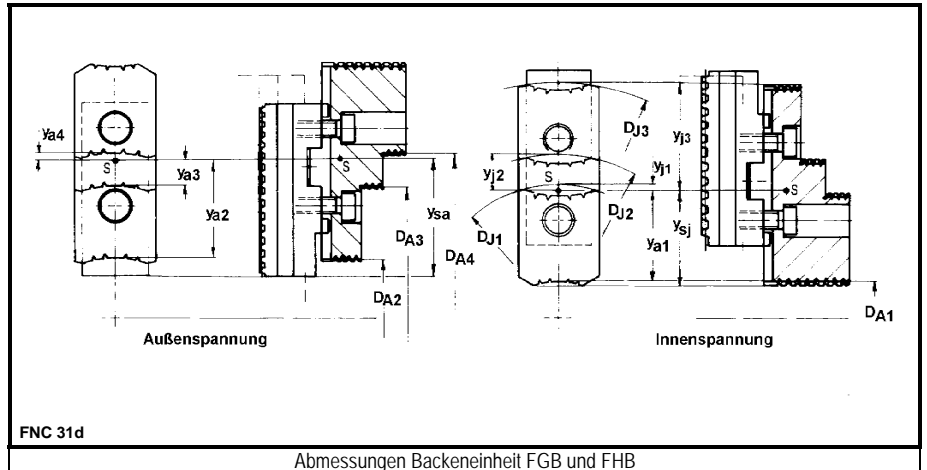 ya4
S
ya3
ya2
S
ysa
DA3
DA4
DA2
Außenspannung
DJ3
yj3
yj2
S
yj1
DJ1
DJ2
ya1
ysj
S
DA1
Innenspannung
FNC 31d
Abmessungen Backeneinheit FGB und FHB